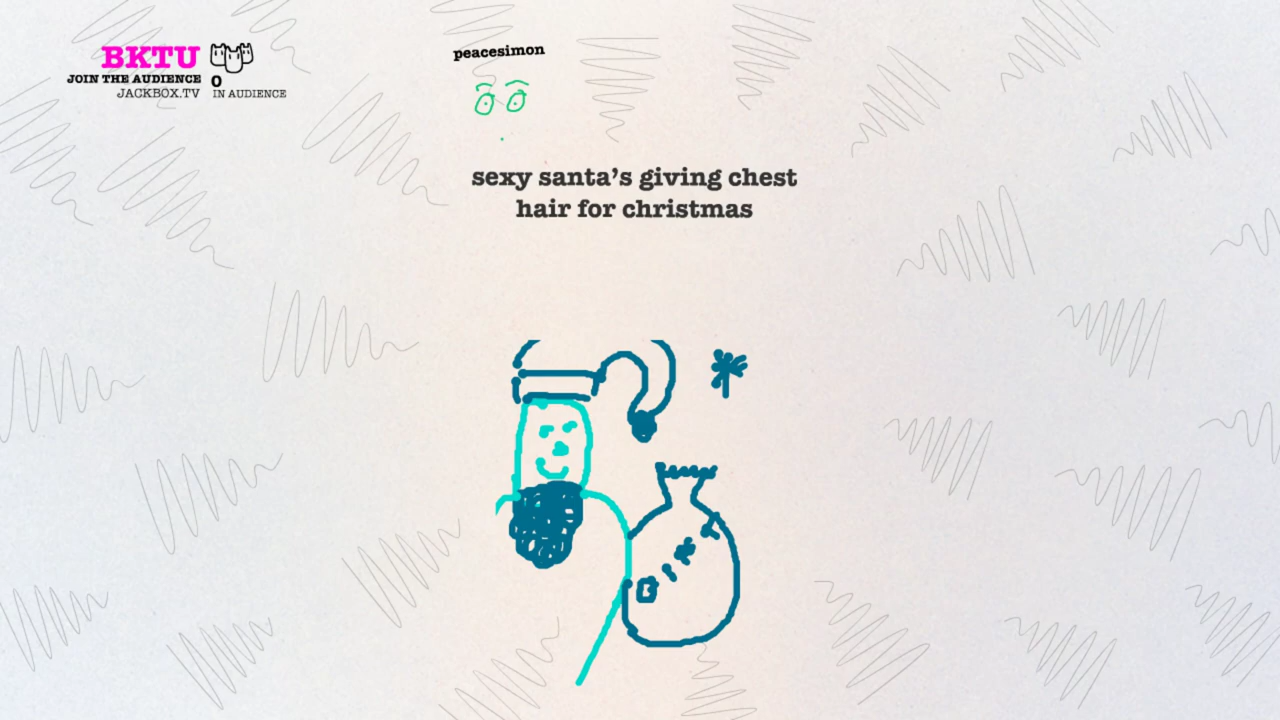 BKTU
JOIN THE AUDIENCE
JACKBOX.TV
0
IN AUDIENCE
peacesimon
sexy santa's giving chest
hair for christmas